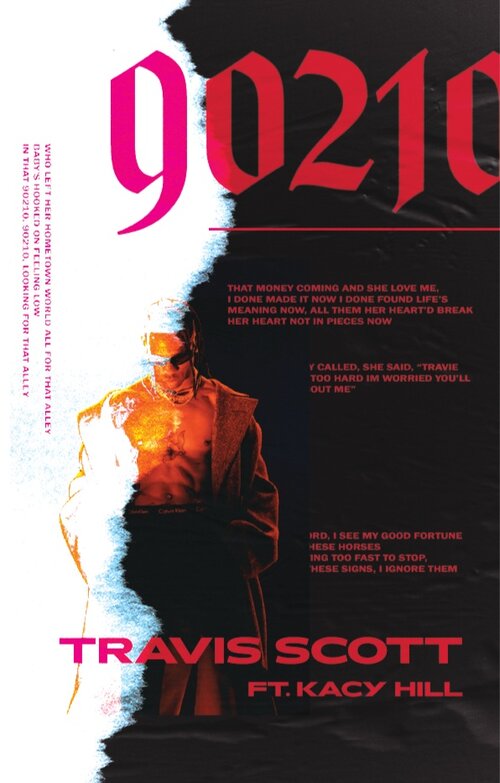 90210
WHO LEFT HER HOMETOWN WORLD ALL FOR THAT ALLEY
BABY'S HOOKED ON FEELING LOW
IN THAT 90210, 90210, LOOKING FOR THAT ALLEY
THAT MONEY COMING AND SHE LOVE ME,
I DONE MADE IT NOW I DONE FOUND LIFE'S
MEANING NOW, ALL THEM HER HEART'D BREAK
HER HEART NOT IN PIECES NOW
Y CALLED, SHE SAID, "TRAVIE
TOO HARD IM WORRIED YOU'LL
OUT ME"
ORD, I SEE MY GOOD FORTUNE
HESE HORSES
ING TOO FAST TO STOP,
HESE SIGNS, I IGNORE THEM
Calvin Klein
TRAVIS SCOTT
FT. KACY HILL